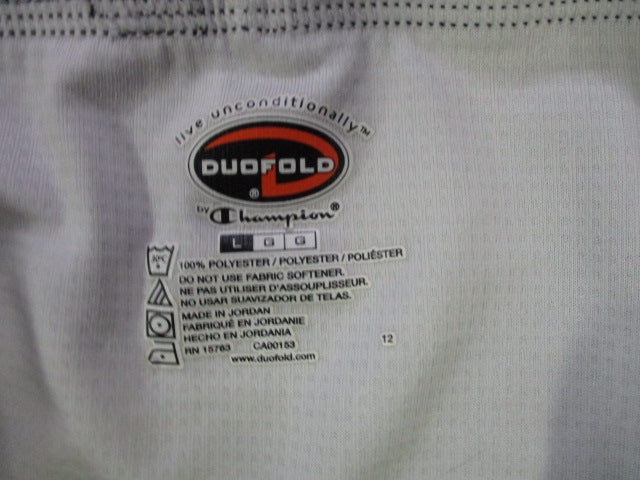 live unconditionally™
DUOFOLD
®
by Champion®
L G G
30°C
100% POLYESTER / POLYESTER / POLIÉSTER
DO NOT USE FABRIC SOFTENER.
NE PAS UTILISER D'ASSOUPLISSEUR.
NO USAR SUAVIZADOR DE TELAS.
MADE IN JORDAN
FABRIQUÉ EN JORDANIE
HECHO EN JORDANIA
RN 15763 CA00153
12
www.duofold.com